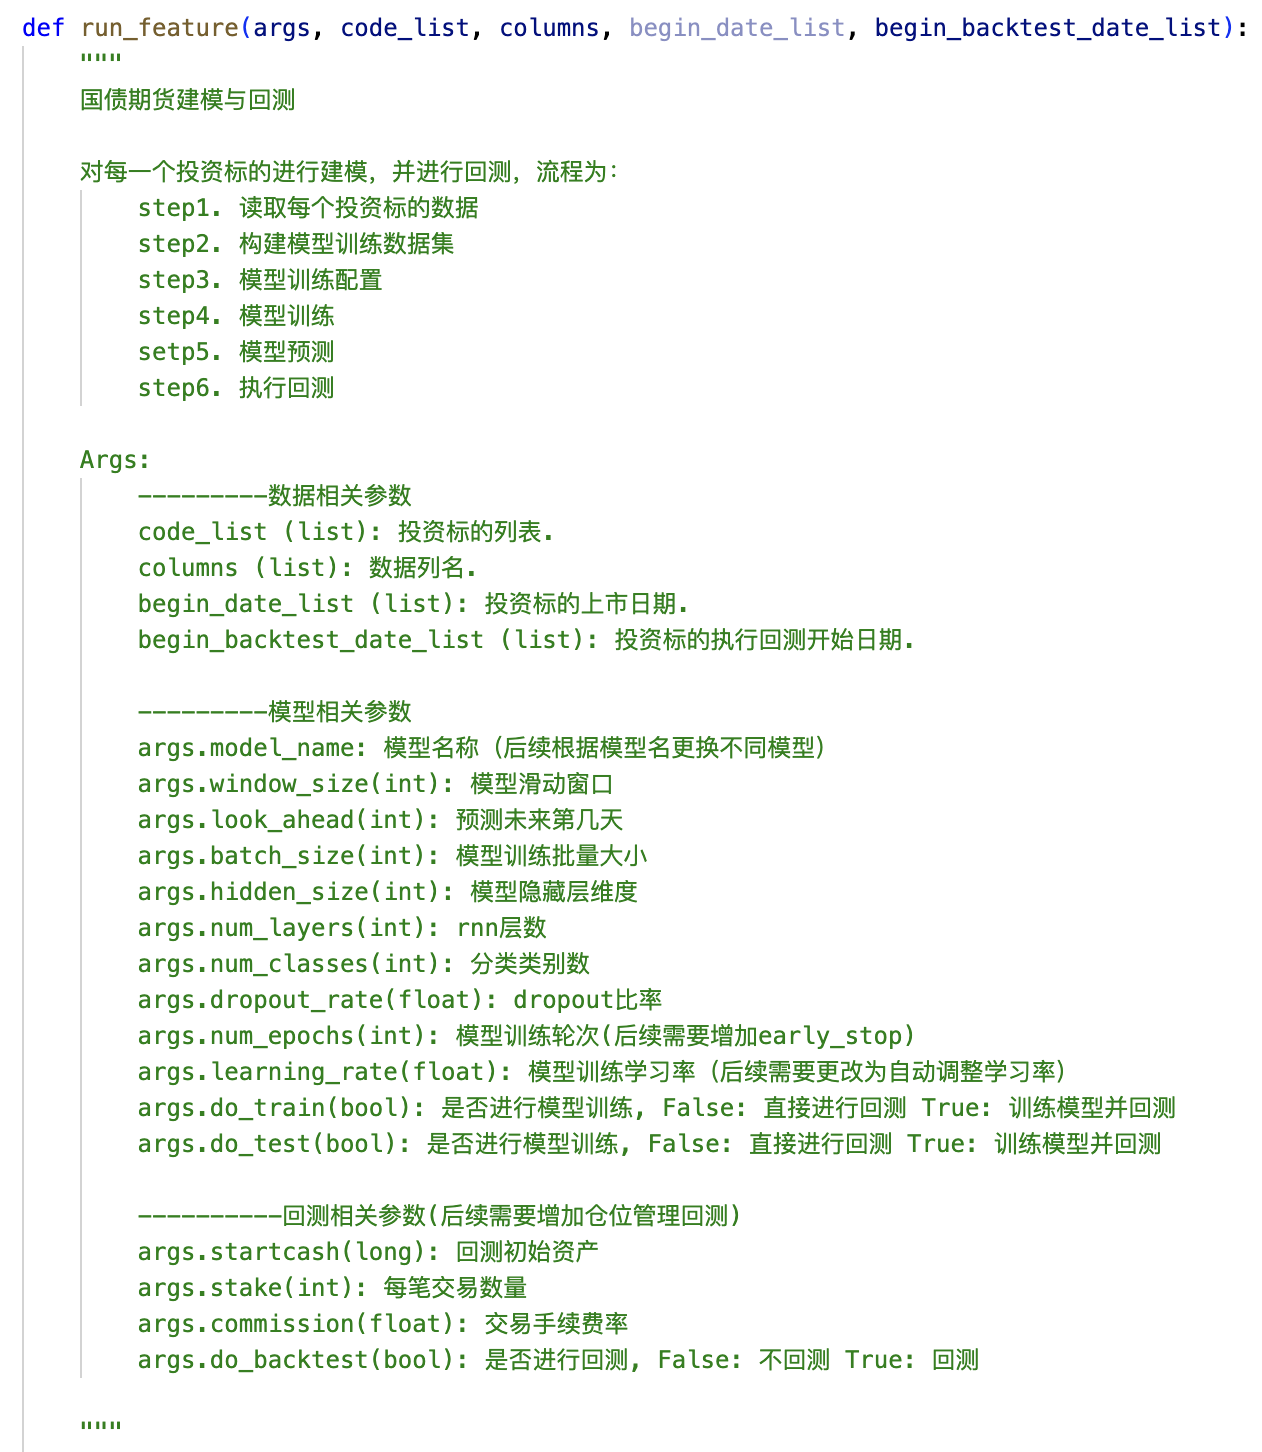 def run_feature(args, code_list, columns, begin_date_list, begin_backtest_date_list):
"""
国债期货建模与回测
对每一个投资标的进行建模，并进行回测，流程为：
step1. 读取每个投资标的数据
step2. 构建模型训练数据集
step3. 模型训练配置
step4. 模型训练
setp5. 模型预测
step6. 执行回测
Args:
---------数据相关参数
code_list (list): 投资标的列表.
columns (list): 数据列名.
begin_date_list (list): 投资标的上市日期.
begin_backtest_date_list (list): 投资标的执行回测开始日期.
---------模型相关参数
args.model_name: 模型名称（后续根据模型名更换不同模型）
args.window_size(int): 模型滑动窗口
args.look_ahead(int): 预测未来第几天
args.batch_size(int): 模型训练批量大小
args.hidden_size(int): 模型隐藏层维度
args.num_layers(int): rnn层数
args.num_classes(int): 分类类别数
args.dropout_rate(float): dropout比率
args.num_epochs(int): 模型训练轮次(后续需要增加early_stop)
args.learning_rate(float): 模型训练学习率（后续需要更改为自动调整学习率）
args.do_train(bool): 是否进行模型训练, False: 直接进行回测 True: 训练模型并回测
args.do_test(bool): 是否进行模型训练, False: 直接进行回测 True: 训练模型并回测
----------回测相关参数(后续需要增加仓位管理回测)
args.startcash(long): 回测初始资产
args.stake(int): 每笔交易数量
args.commission(float): 交易手续费率
args.do_backtest(bool): 是否进行回测, False: 不回测 True: 回测
"""